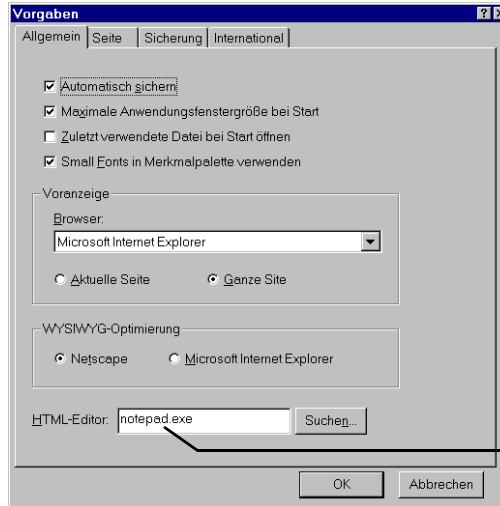 Vorgaben
Allgemein Seite Sicherung International
Automatisch sichern
Maximale Anwendungsfenstergröße bei Start
Zuletzt verwendete Datei bei Start öffnen
Small Fonts in Merkmalpalette verwenden
Voranzeige
Browser:
Microsoft Internet Explorer
Aktuelle Seite Ganze Site
WYSIWYG-Optimierung
Netscape Microsoft Internet Explorer
HTML-Editor: notepad.exe Suchen...
OK Abbrechen